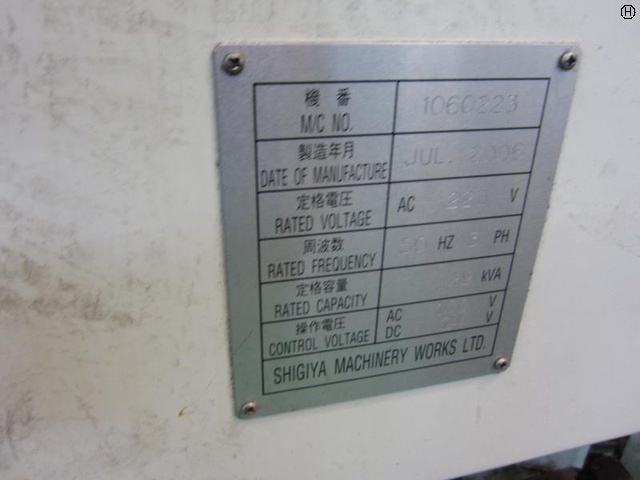 機番 1060223
M/C NO.
製造年月 JUL. 2006
DATE OF MANUFACTURE
定格電圧 AC V
RATED VOLTAGE
周波数 HZ 3 PH
RATED FREQUENCY
定格容量 kVA
RATED CAPACITY
操作電圧 AC V
CONTROL VOLTAGE DC V
SHIGIYA MACHINERY WORKS LTD.
H